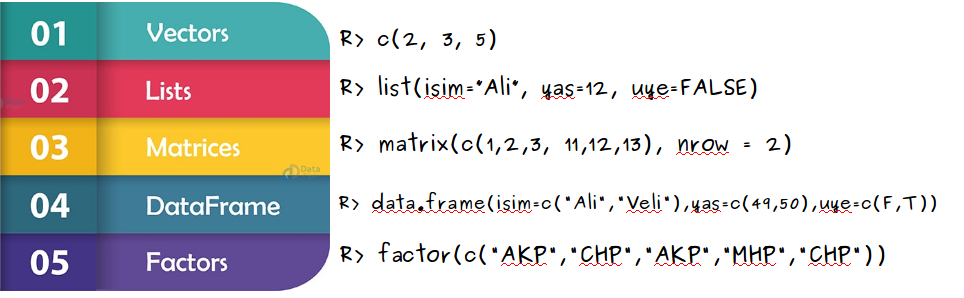 01 Vectors R> c(2, 3, 5)
02 Lists R> list(isim="Ali", yas=12, uye=FALSE)
03 Matrices R> matrix(c(1,2,3, 11,12,13), nrow = 2)
Data
04 DataFrame R> data.frame(isim=c("Ali","Veli"),yas=c(49,50),uye=c(F,T))
05 Factors R> factor(c("AKP","CHP","AKP","MHP","CHP"))